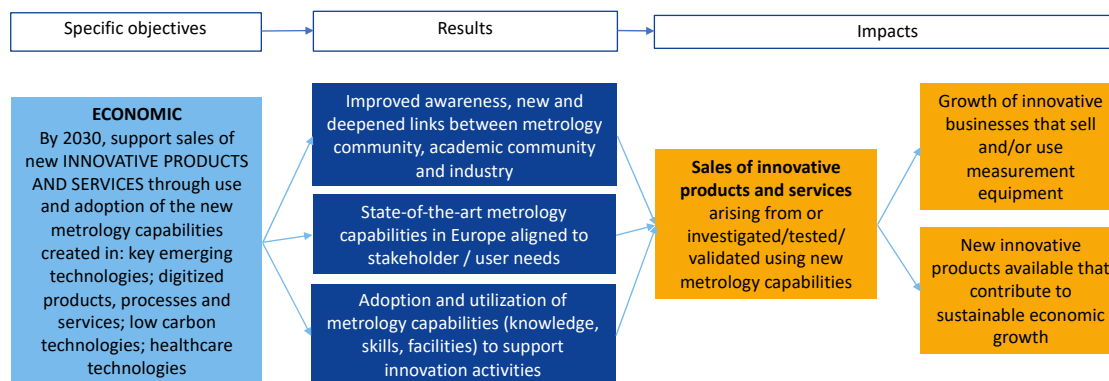 Specific objectives
Results
Impacts
ECONOMIC
By 2030, support sales of
new INNOVATIVE PRODUCTS
AND SERVICES through use
and adoption of the new
metrology capabilities
created in: key emerging
technologies; digitized
products, processes and
services; low carbon
technologies; healthcare
technologies
Improved awareness, new and
deepened links between metrology
community, academic community
and industry
State-of-the-art metrology
capabilities in Europe aligned to
stakeholder / user needs
Adoption and utilization of
metrology capabilities (knowledge,
skills, facilities) to support
innovation activities
Sales of innovative
products and services
arising from or
investigated/tested/
validated using new
metrology capabilities
Growth of innovative
businesses that sell
and/or use
measurement
equipment
New innovative
products available that
contribute to
sustainable economic
growth